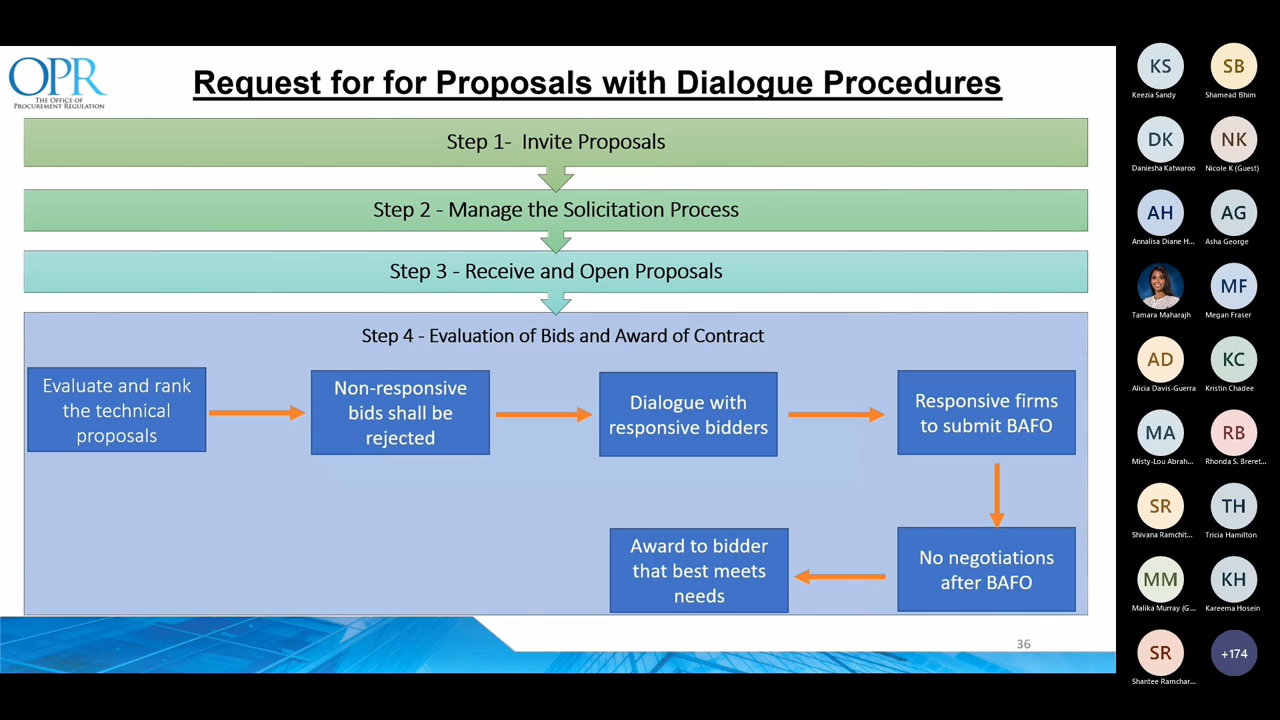 OPR
THE OFFICE OF
PROCUREMENT REGULATION
Request for for Proposals with Dialogue Procedures
Step 1-  Invite Proposals
Step 2 - Manage the Solicitation Process
Step 3 - Receive and Open Proposals
Step 4 - Evaluation of Bids and Award of Contract
Evaluate and rank
the technical
proposals
Non-responsive
bids shall be
rejected
Dialogue with
responsive bidders
Responsive firms
to submit BAFO
No negotiations
after BAFO
Award to bidder
that best meets
needs
36
KS
Keezia Sandy
SB
Shamead Bhim
DK
Daniesha Katwaroo
NK
Nicole K (Guest)
AH
Annalisa Diane H...
AG
Asha George
Tamara Maharajh
MF
Megan Fraser
AD
Alicia Davis-Guerra
KC
Kristin Chadee
MA
Misty-Lou Abrah...
RB
Rhonda S. Breret...
SR
Shivana Ramchit...
TH
Tricia Hamilton
MM
Malika Murray (G...
KH
Kareema Hosein
SR
Shantee Ramchar...
+174